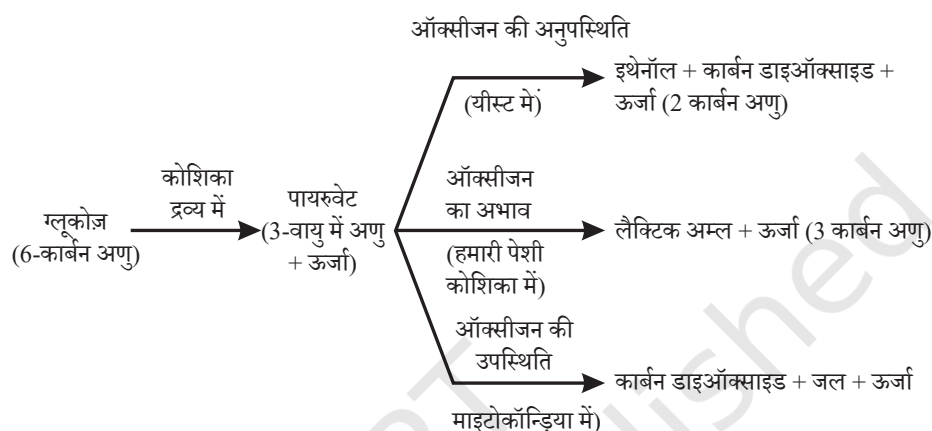 ऑक्सीजन की अनुपस्थिति
इथेनॉल + कार्बन डाइऑक्साइड +
ऊर्जा (2 कार्बन अणु)
(यीस्ट में)
कोशिका
द्रव्य में
ग्लूकोज़
(6-कार्बन अणु)
पायरुवेट
(3-वायु में अणु
+ ऊर्जा)
ऑक्सीजन
का अभाव
(हमारी पेशी
कोशिका में)
लैक्टिक अम्ल + ऊर्जा (3 कार्बन अणु)
ऑक्सीजन की
उपस्थिति
माइटोकॉन्ड्रिया में)
कार्बन डाइऑक्साइड + जल + ऊर्जा